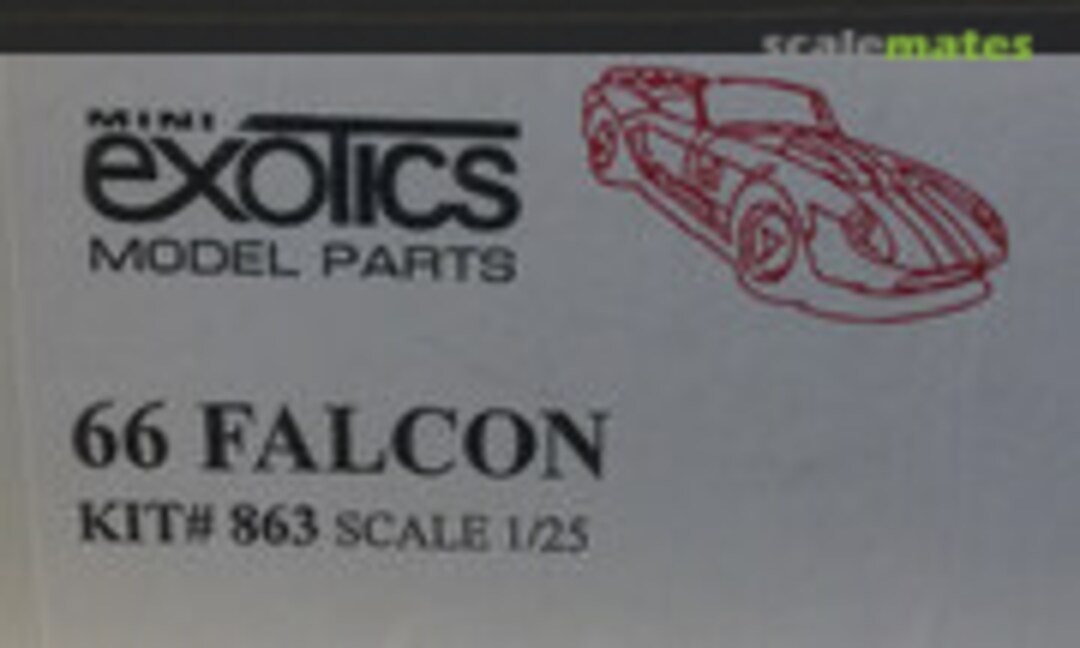 scalemates
MINI
exoTics
MODEL PARTS
66 FALCON
KIT# 863 SCALE 1/25